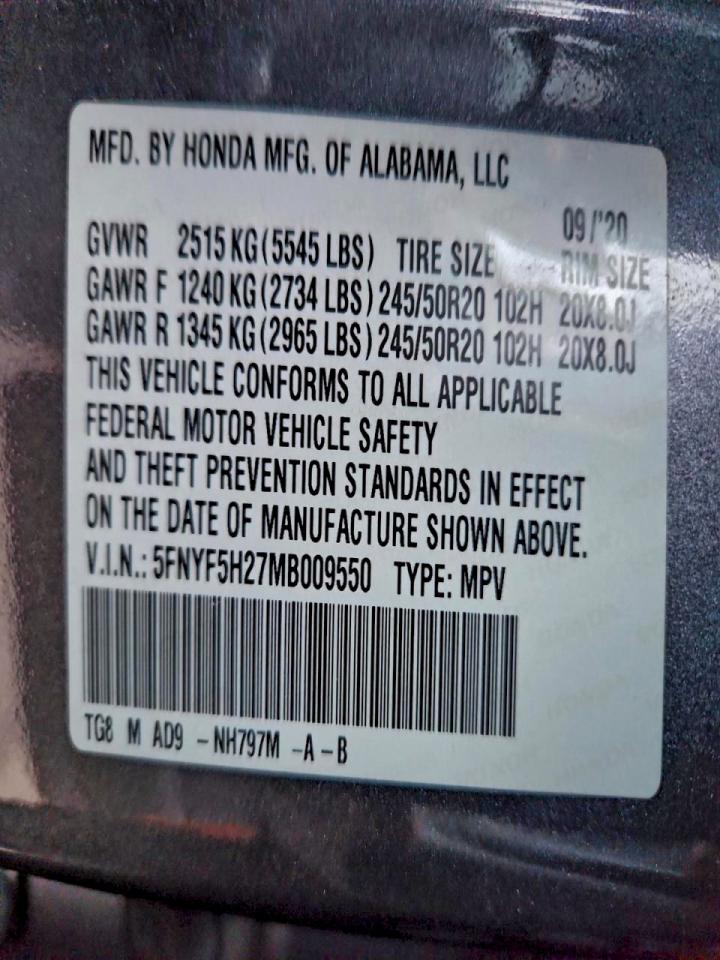 MFD. BY HONDA MFG. OF ALABAMA, LLC
09/'20
GVWR 2515 KG (5545 LBS) TIRE SIZE RIM SIZE
GAWR F 1240 KG (2734 LBS) 245/50R20 102H 20X8.0J
GAWR R 1345 KG (2965 LBS) 245/50R20 102H 20X8.0J
THIS VEHICLE CONFORMS TO ALL APPLICABLE
FEDERAL MOTOR VEHICLE SAFETY
AND THEFT PREVENTION STANDARDS IN EFFECT
ON THE DATE OF MANUFACTURE SHOWN ABOVE.
V.I.N.: 5FNYF5H27MB009550 TYPE: MPV
TG8 M AD9 -NH797M -A-B